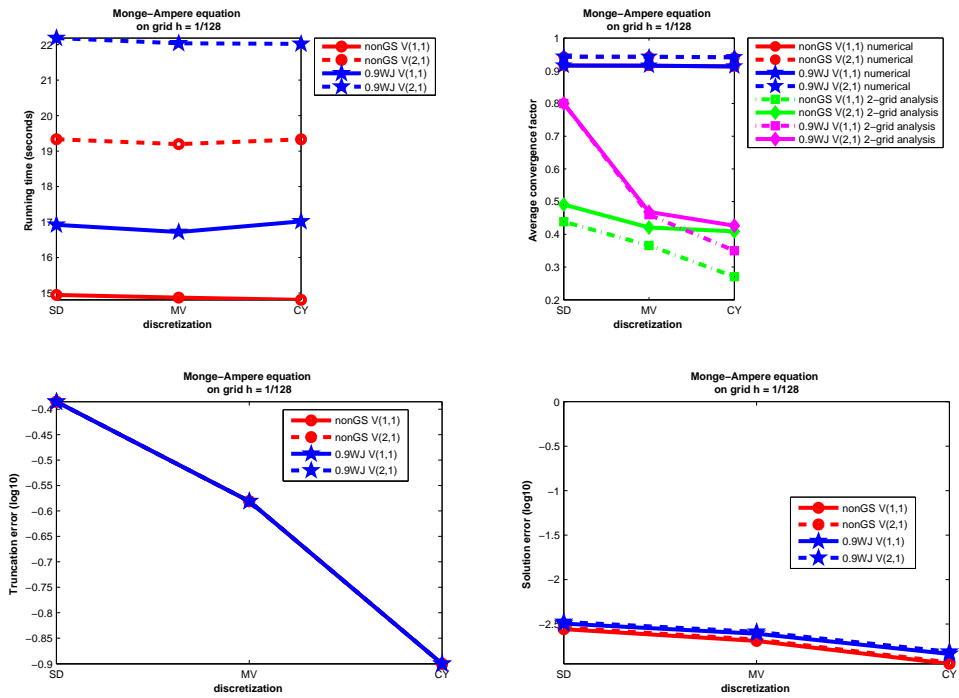 Monge−Ampere equation
on grid h = 1/128
22
21
20
19
18
17
16
15
SD
MV
CY
discretization
Running time (seconds)
nonGS V(1,1)
nonGS V(2,1)
0.9WJ V(1,1)
0.9WJ V(2,1)
Monge−Ampere equation
on grid h = 1/128
1
0.9
0.8
0.7
0.6
0.5
0.4
0.3
0.2
SD
MV
CY
discretization
Average convergence factor
nonGS V(1,1) numerical
nonGS V(2,1) numerical
0.9WJ V(1,1) numerical
0.9WJ V(2,1) numerical
nonGS V(1,1) 2−grid analysis
nonGS V(2,1) 2−grid analysis
0.9WJ V(1,1) 2−grid analysis
0.9WJ V(2,1) 2−grid analysis
Monge−Ampere equation
on grid h = 1/128
−0.4
−0.45
−0.5
−0.55
−0.6
−0.65
−0.7
−0.75
−0.8
−0.85
−0.9
SD
MV
CY
discretization
Truncation error (log10)
nonGS V(1,1)
nonGS V(2,1)
0.9WJ V(1,1)
0.9WJ V(2,1)
Monge−Ampere equation
on grid h = 1/128
0
−0.5
−1
−1.5
−2
−2.5
SD
MV
CY
discretization
Solution error (log10)
nonGS V(1,1)
nonGS V(2,1)
0.9WJ V(1,1)
0.9WJ V(2,1)